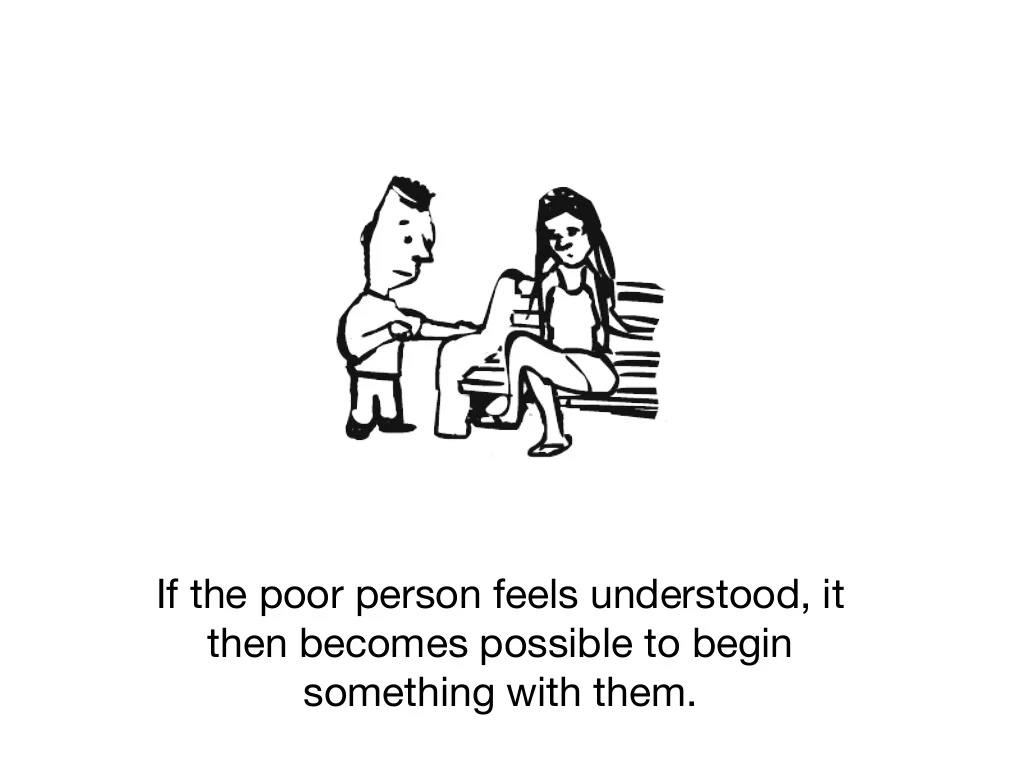 If the poor person feels understood, it
then becomes possible to begin
something with them.